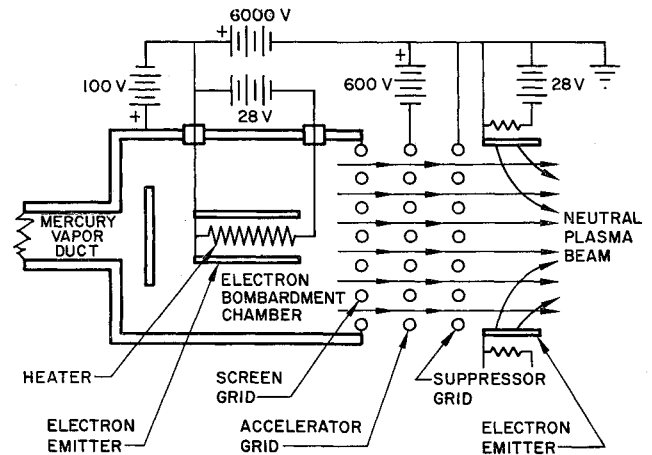 6000 V
+
100 V
+
28 V
+
600 V
28 V
MERCURY
VAPOR
DUCT
ELECTRON
BOMBARDMENT
CHAMBER
NEUTRAL
PLASMA
BEAM
HEATER
SCREEN
GRID
SUPPRESSOR
GRID
ELECTRON
EMITTER
ACCELERATOR
GRID
ELECTRON
EMITTER